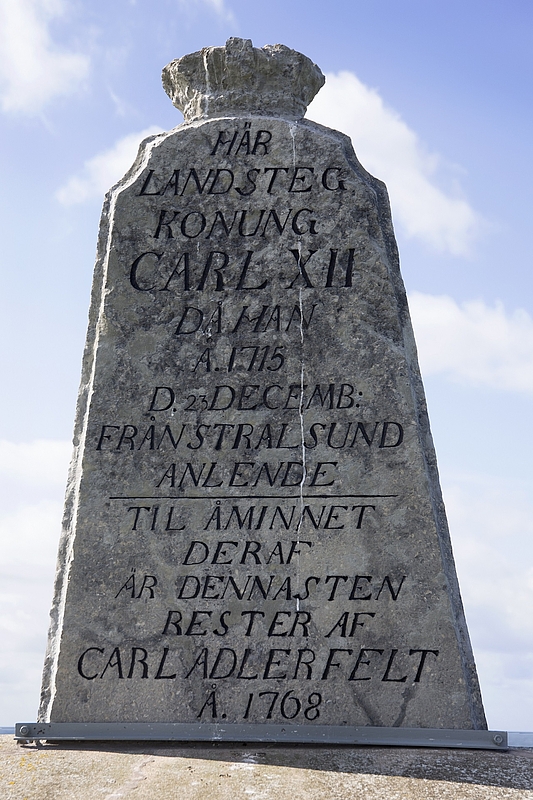 HÄR
LANDSTEG
KONUNG
CARL XII
DÅ HAN
A. 1715
D. 23 DECEMB:
FRÅN STRALSUND
ANLENDE
TIL ÅMINNET
DERAF
ÄR DENNA STEN
RESTER AF
CARL ADLERFELT
Å. 1768